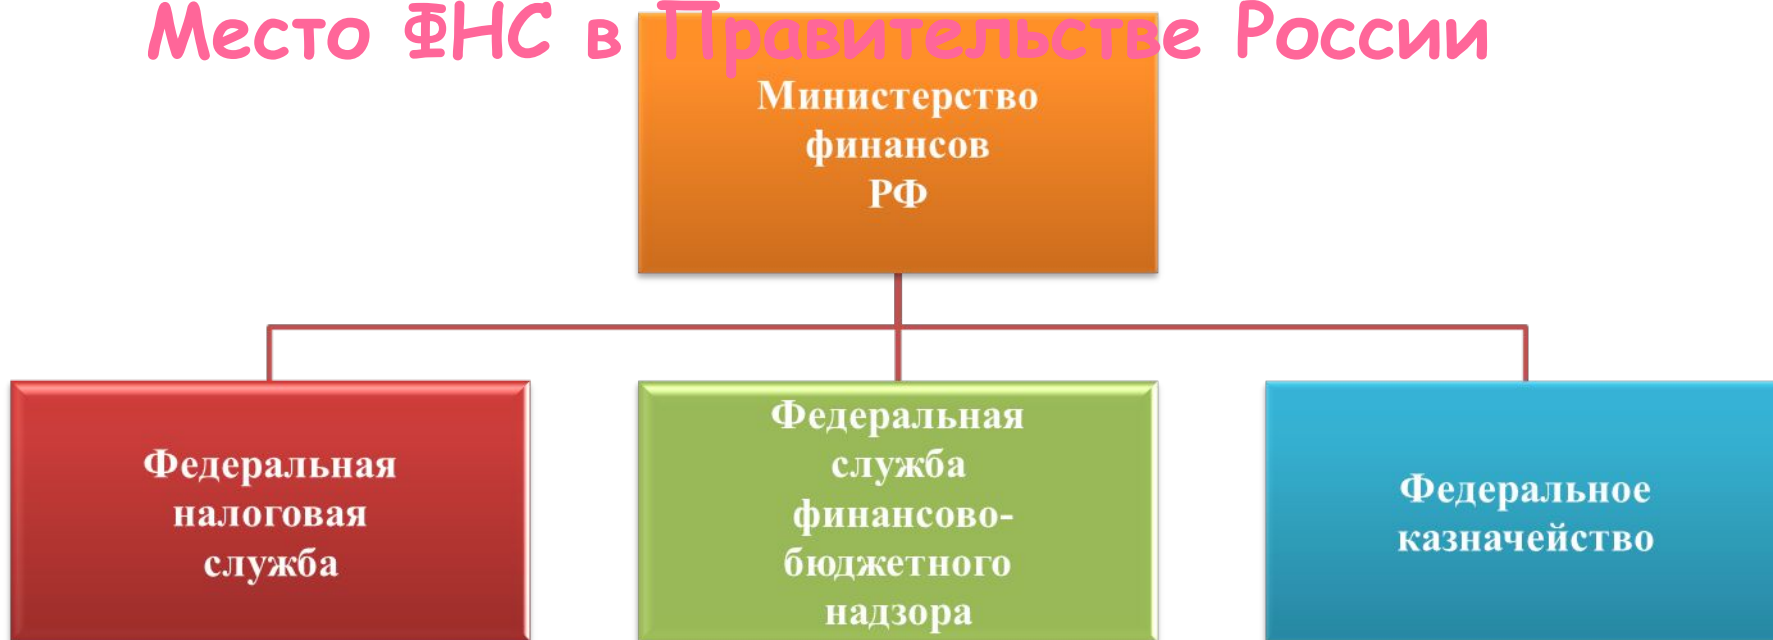 Место ФНС в Правительстве России
Министерство
финансов
РФ
Федеральная
налоговая
служба
Федеральная
служба
финансово-
бюджетного
надзора
Федеральное
казначейство